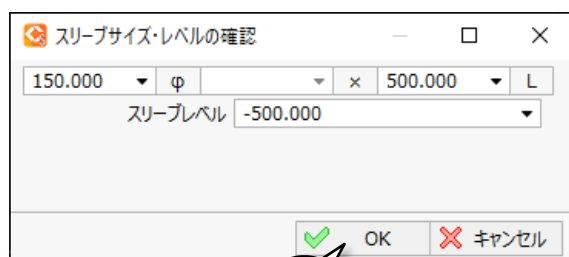 スリーブサイズ・レベルの確認
150.000 φ × 500.000 L
スリーブレベル -500.000
OK キャンセル